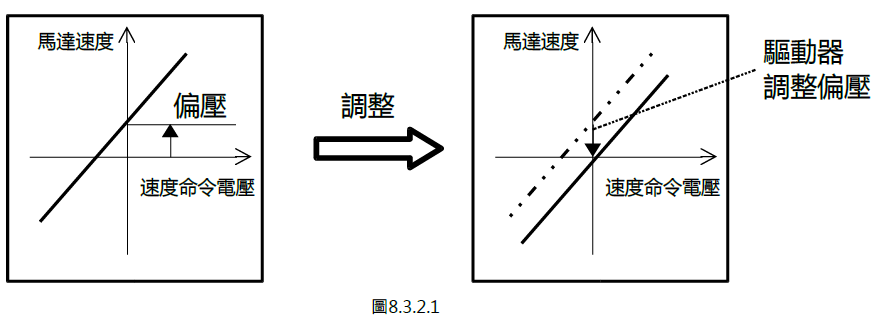 馬達速度
偏壓
速度命令電壓
調整
馬達速度
速度命令電壓
驅動器
調整偏壓
圖8.3.2.1